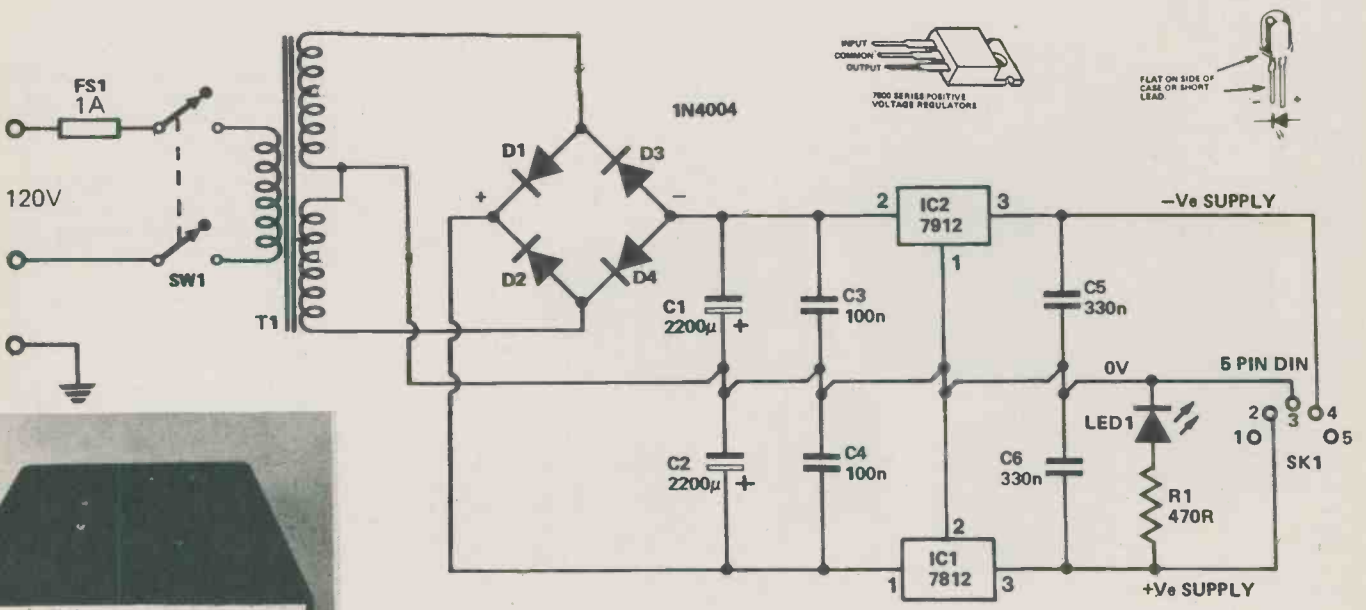 FS1
1A
120V
SW1
T1
1N4004
D1
D3
D2
D4
+
−
INPUT
COMMON
OUTPUT
7800 SERIES POSITIVE
VOLTAGE REGULATORS
FLAT ON SIDE OF
CASE OR SHORT
LEAD.
− +
2
IC2
7912
3
1
−Ve SUPPLY
C1
2200µ +
C3
100n
C5
330n
0V
5 PIN DIN
LED1
2
3
4
1
5
SK1
C2
2200µ +
C4
100n
C6
330n
R1
470R
2
1
IC1
7812
3
+Ve SUPPLY